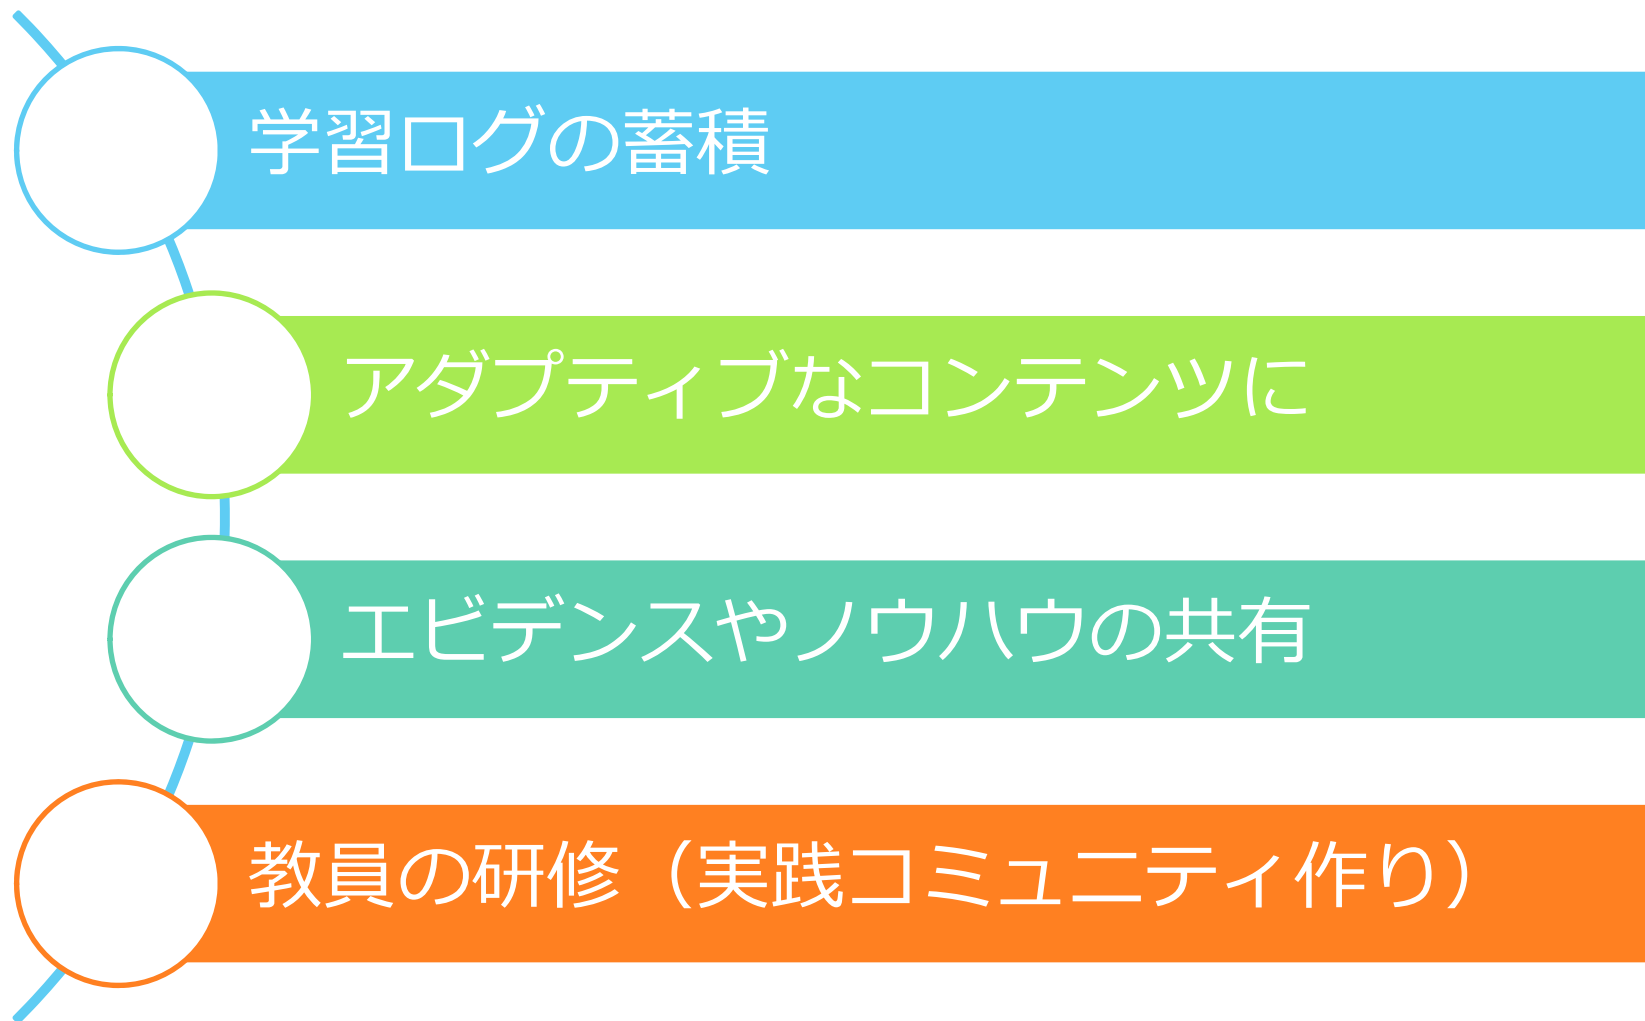 学習ログの蓄積
アダプティブなコンテンツに
エビデンスやノウハウの共有
教員の研修（実践コミュニティ作り）